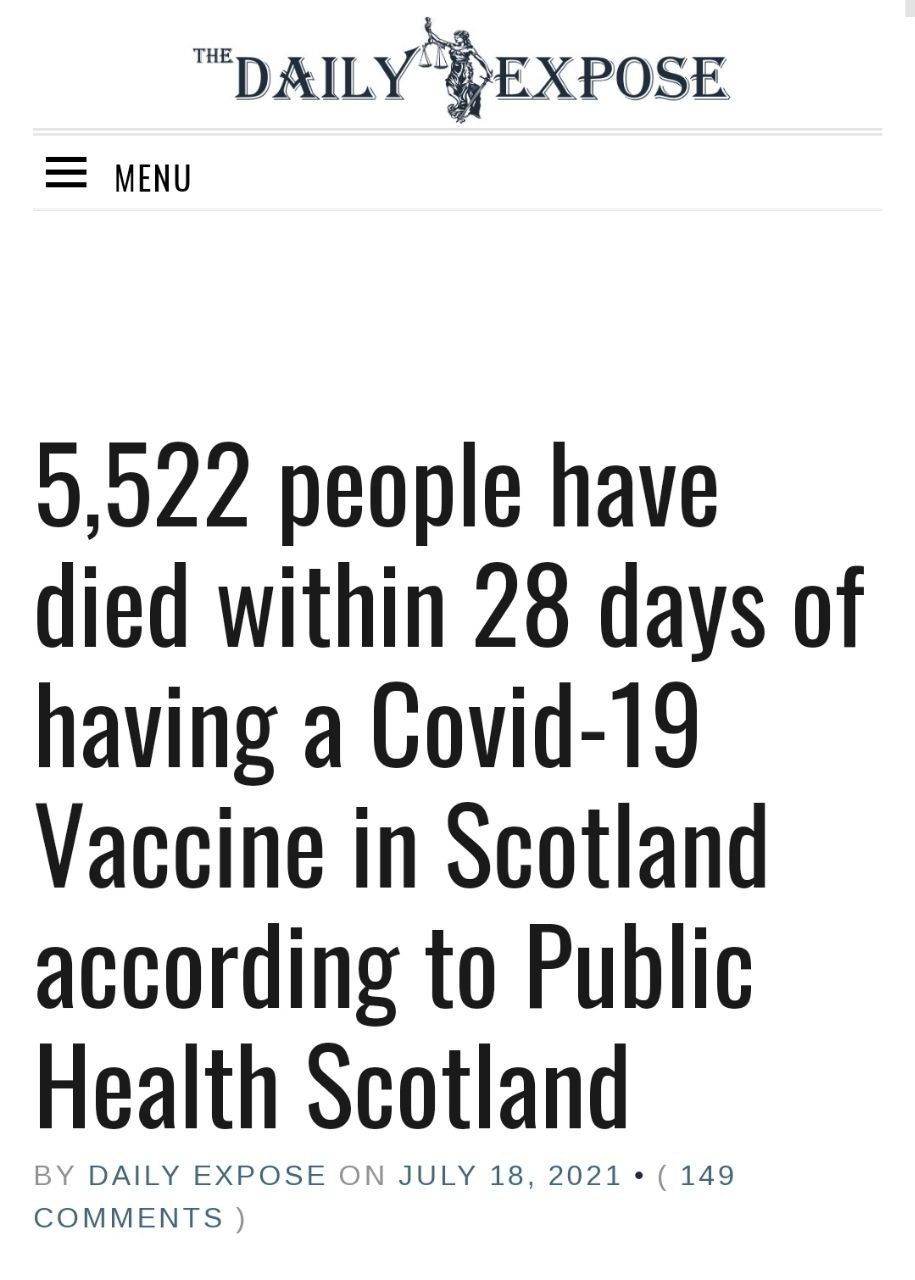 THE DAILY EXPOSE
MENU
5,522 people have
died within 28 days of
having a Covid-19
Vaccine in Scotland
according to Public
Health Scotland
BY DAILY EXPOSE ON JULY 18, 2021 • ( 149
COMMENTS )